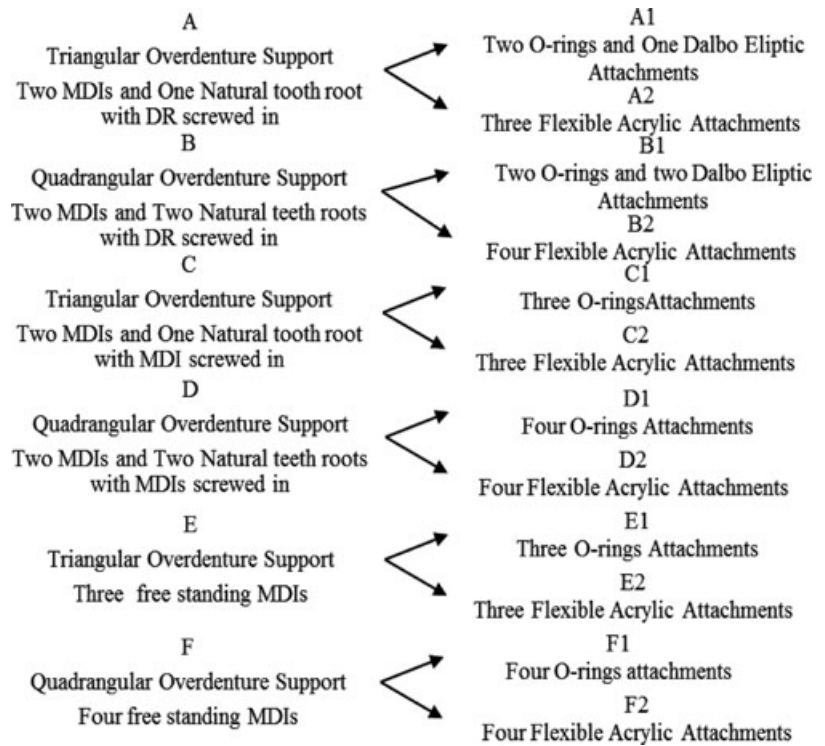 A
Triangular Overdenture Support
Two MDIs and One Natural tooth root
with DR screwed in
A1
Two O-rings and One Dalbo Eliptic
Attachments
A2
Three Flexible Acrylic Attachments
B
Quadrangular Overdenture Support
Two MDIs and Two Natural teeth roots
with DR screwed in
B1
Two O-rings and two Dalbo Eliptic
Attachments
B2
Four Flexible Acrylic Attachments
C
Triangular Overdenture Support
Two MDIs and One Natural tooth root
with MDI screwed in
C1
Three O-ringsAttachments
C2
Three Flexible Acrylic Attachments
D
Quadrangular Overdenture Support
Two MDIs and Two Natural teeth roots
with MDIs screwed in
D1
Four O-rings Attachments
D2
Four Flexible Acrylic Attachments
E
Triangular Overdenture Support
Three free standing MDIs
E1
Three O-rings Attachments
E2
Three Flexible Acrylic Attachments
F
Quadrangular Overdenture Support
Four free standing MDIs
F1
Four O-rings attachments
F2
Four Flexible Acrylic Attachments